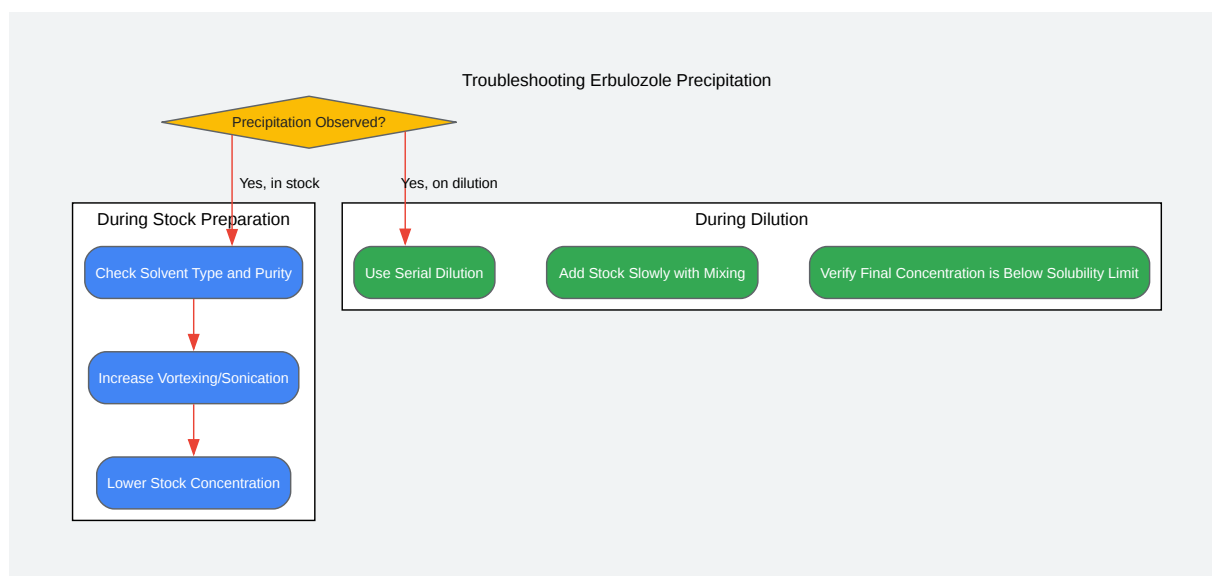 Troubleshooting Erbulozole Precipitation
Precipitation Observed?
Yes, in stock
Yes, on dilution
During Stock Preparation
Check Solvent Type and Purity
Increase Vortexing/Sonication
Lower Stock Concentration
During Dilution
Use Serial Dilution
Add Stock Slowly with Mixing
Verify Final Concentration is Below Solubility Limit